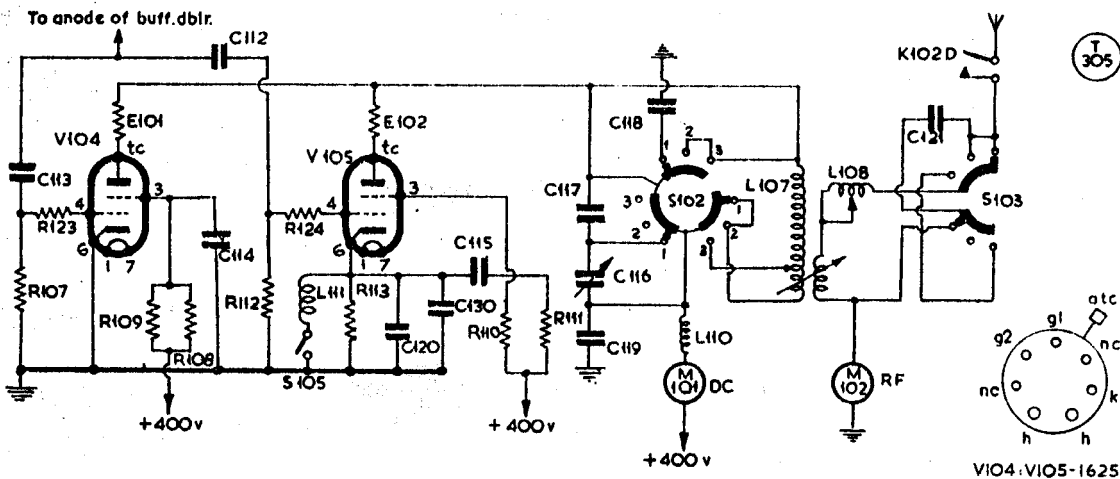 To anode of buff.dblr.
C112
K102D
T
305
E101
E102
C118
C121
V104
tc
V105
tc
1
2
3
L107
L108
S103
C113
3
4
R123
6
1
7
C114
4
R124
3
6
1
7
C117
3
2
1
S102
1
2
3
C115
C116
R107
R109
R108
R112
L111
R113
C130
C120
S105
R110
R111
C119
L110
M
101
DC
M
102
RF
+400v
+400v
+400v
atc
g1
nc
g2
nc
k
h
h
V104:V105-1625